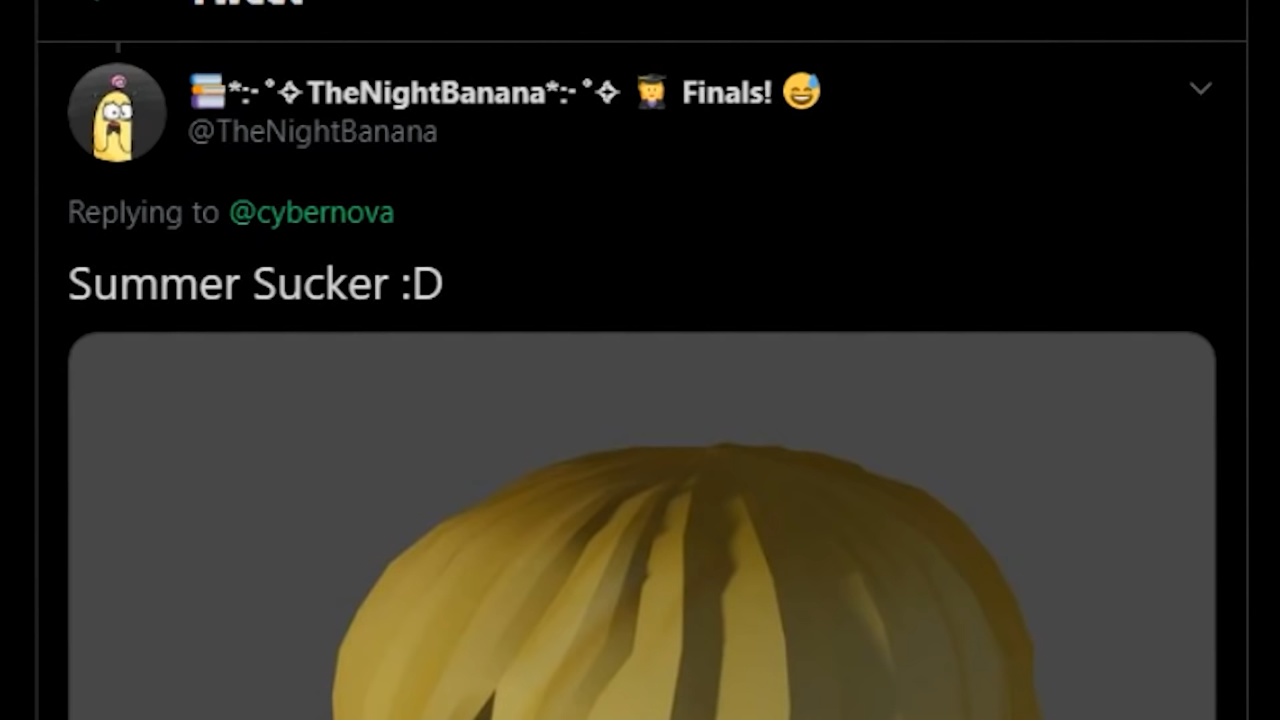 📚*:･ﾟ✧TheNightBanana*:･ﾟ✧ 👩‍🎓 Finals! 😅
@TheNightBanana
Replying to @cybernova
Summer Sucker :D